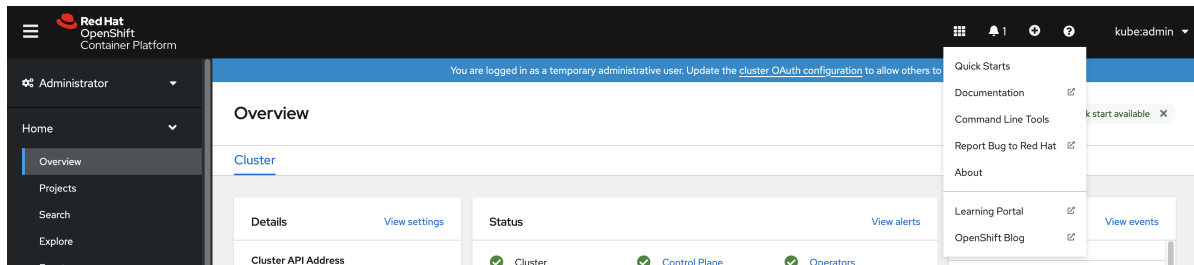 Red Hat
OpenShift
Container Platform
1
kube:admin
Administrator
You are logged in as a temporary administrative user. Update the cluster OAuth configuration to allow others to
Quick Starts
Documentation
Command Line Tools
Report Bug to Red Hat
About
Learning Portal
OpenShift Blog
Home
Overview
Projects
Search
Explore
Overview
start available
Cluster
Details
View settings
Status
View alerts
View events
Cluster API Address
Cluster
Control Plane
Operators